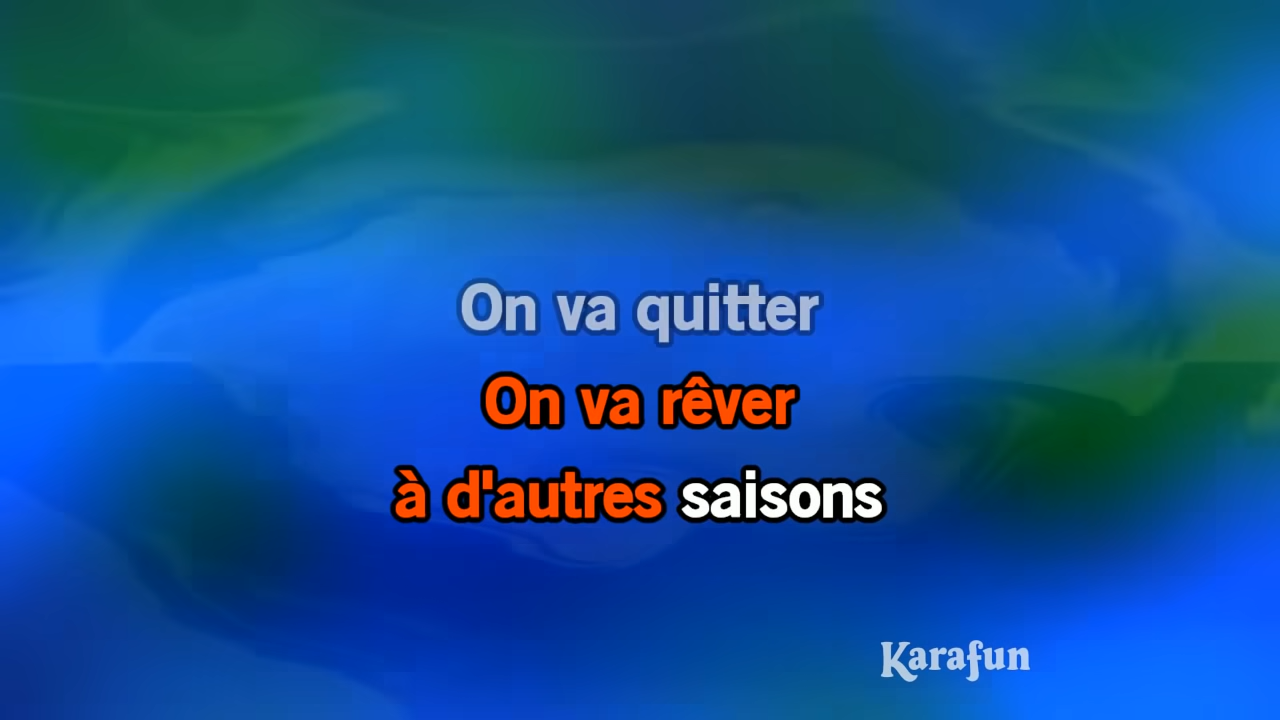 On va quitter
On va rêver
à d'autres saisons
Karafun